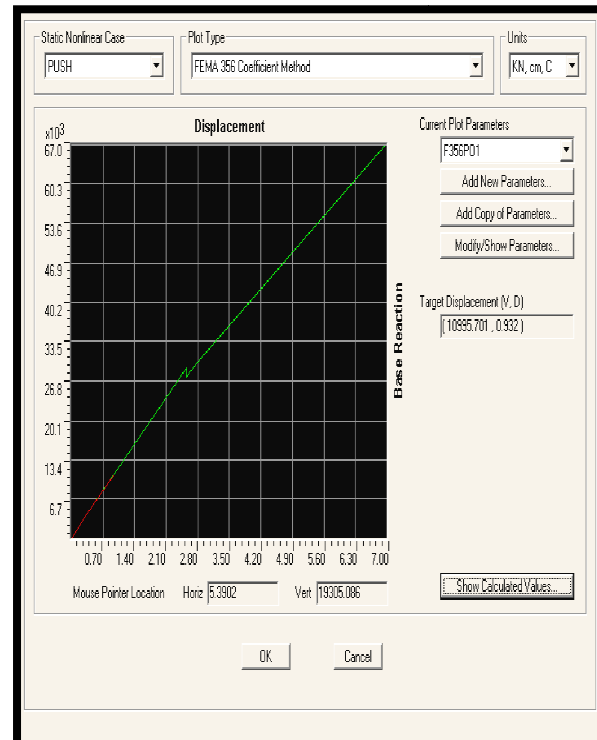 Static Nonlinear Case
PUSH
Plot Type
FEMA 356 Coefficient Method
Units
KN, cm, C
Displacement
x10³
67.0
60.3
53.6
46.9
40.2
33.5
26.8
20.1
13.4
6.7
0.70 1.40 2.10 2.80 3.50 4.20 4.90 5.60 6.30 7.00
Base Reaction
Mouse Pointer Location Horiz 5.3902 Vert 19305.086
Current Plot Parameters
F356PO1
Add New Parameters...
Add Copy of Parameters...
Modify/Show Parameters...
Target Displacement (V, D)
( 10995.701 , 0.932 )
Show Calculated Values...
OK Cancel